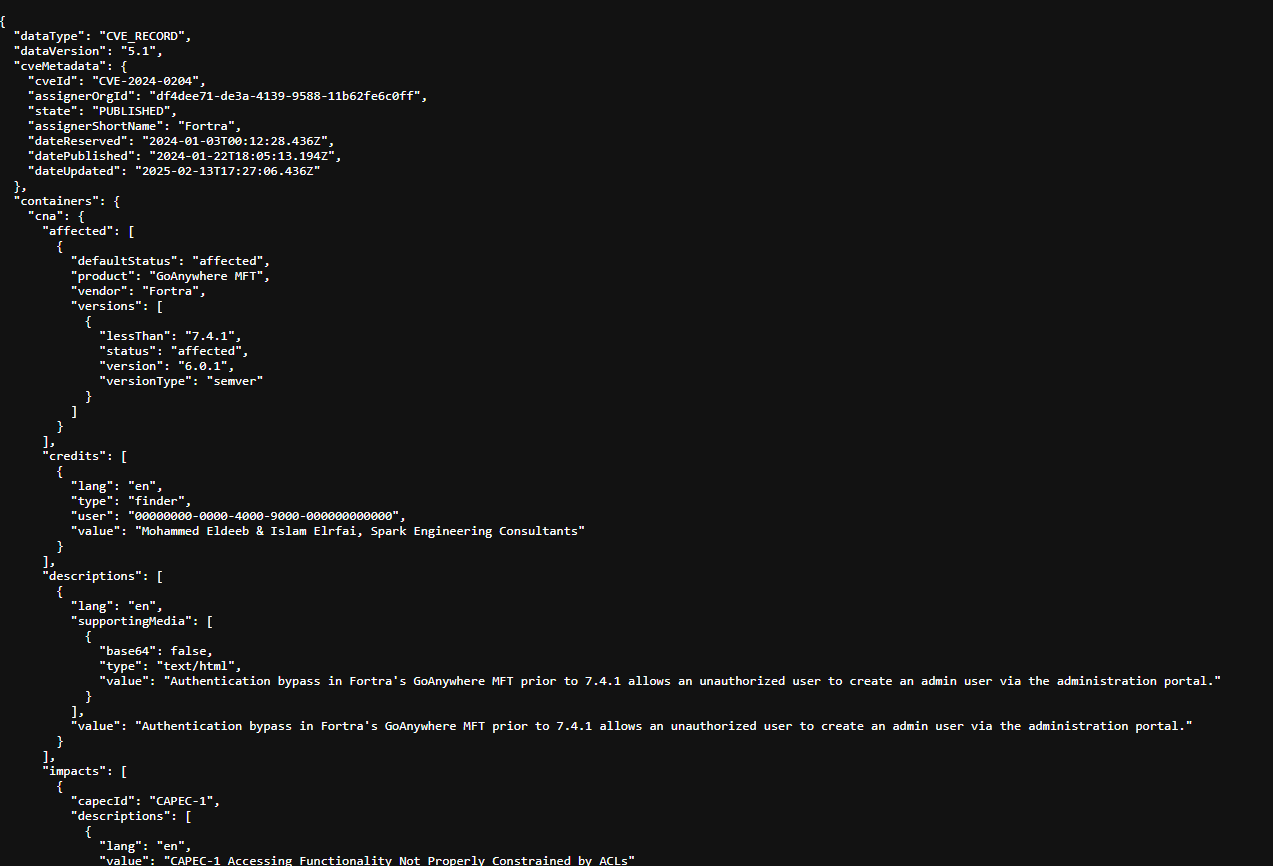 {
  "dataType": "CVE_RECORD",
  "dataVersion": "5.1",
  "cveMetadata": {
    "cveId": "CVE-2024-0204",
    "assignerOrgId": "df4dee71-de3a-4139-9588-11b62fe6c0ff",
    "state": "PUBLISHED",
    "assignerShortName": "Fortra",
    "dateReserved": "2024-01-03T00:12:28.436Z",
    "datePublished": "2024-01-22T18:05:13.194Z",
    "dateUpdated": "2025-02-13T17:27:06.436Z"
  },
  "containers": {
    "cna": {
      "affected": [
        {
          "defaultStatus": "affected",
          "product": "GoAnywhere MFT",
          "vendor": "Fortra",
          "versions": [
            {
              "lessThan": "7.4.1",
              "status": "affected",
              "version": "6.0.1",
              "versionType": "semver"
            }
          ]
        }
      ],
      "credits": [
        {
          "lang": "en",
          "type": "finder",
          "user": "00000000-0000-4000-9000-000000000000",
          "value": "Mohammed Eldeeb & Islam Elrfai, Spark Engineering Consultants"
        }
      ],
      "descriptions": [
        {
          "lang": "en",
          "supportingMedia": [
            {
              "base64": false,
              "type": "text/html",
              "value": "Authentication bypass in Fortra's GoAnywhere MFT prior to 7.4.1 allows an unauthorized user to create an admin user via the administration portal."
            }
          ],
          "value": "Authentication bypass in Fortra's GoAnywhere MFT prior to 7.4.1 allows an unauthorized user to create an admin user via the administration portal."
        }
      ],
      "impacts": [
        {
          "capecId": "CAPEC-1",
          "descriptions": [
            {
              "lang": "en",
              "value": "CAPEC-1 Accessing Functionality Not Properly Constrained by ACLs"